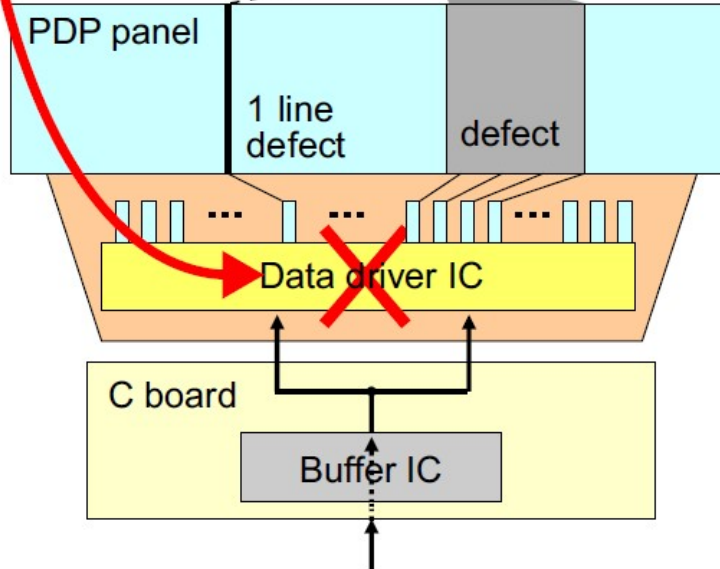 PDP panel
1 line
defect
defect
...
...
...
Data driver IC
C board
Buffer IC